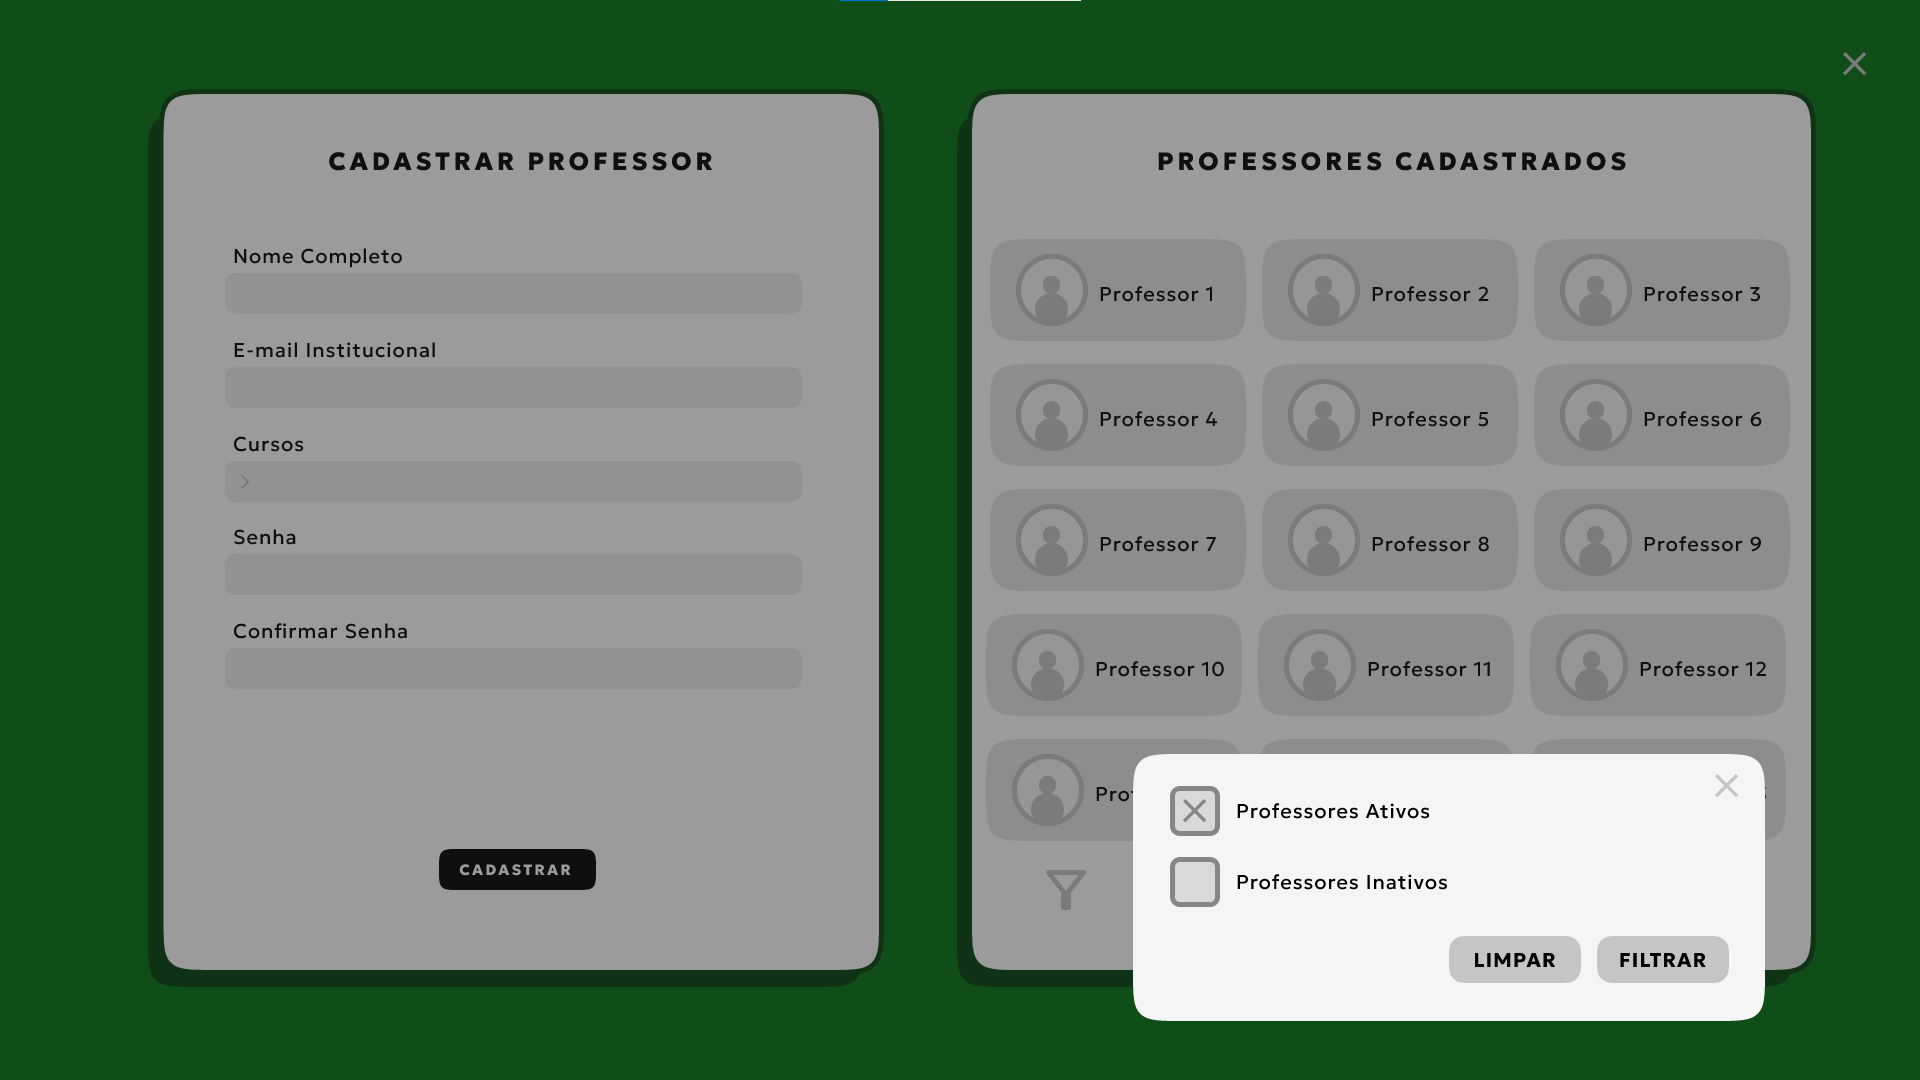 CADASTRAR PROFESSOR
Nome Completo
E-mail Institucional
Cursos
Senha
Confirmar Senha
CADASTRAR
PROFESSORES CADASTRADOS
Professor 1
Professor 2
Professor 3
Professor 4
Professor 5
Professor 6
Professor 7
Professor 8
Professor 9
Professor 10
Professor 11
Professor 12
Professores Ativos
Professores Inativos
LIMPAR
FILTRAR